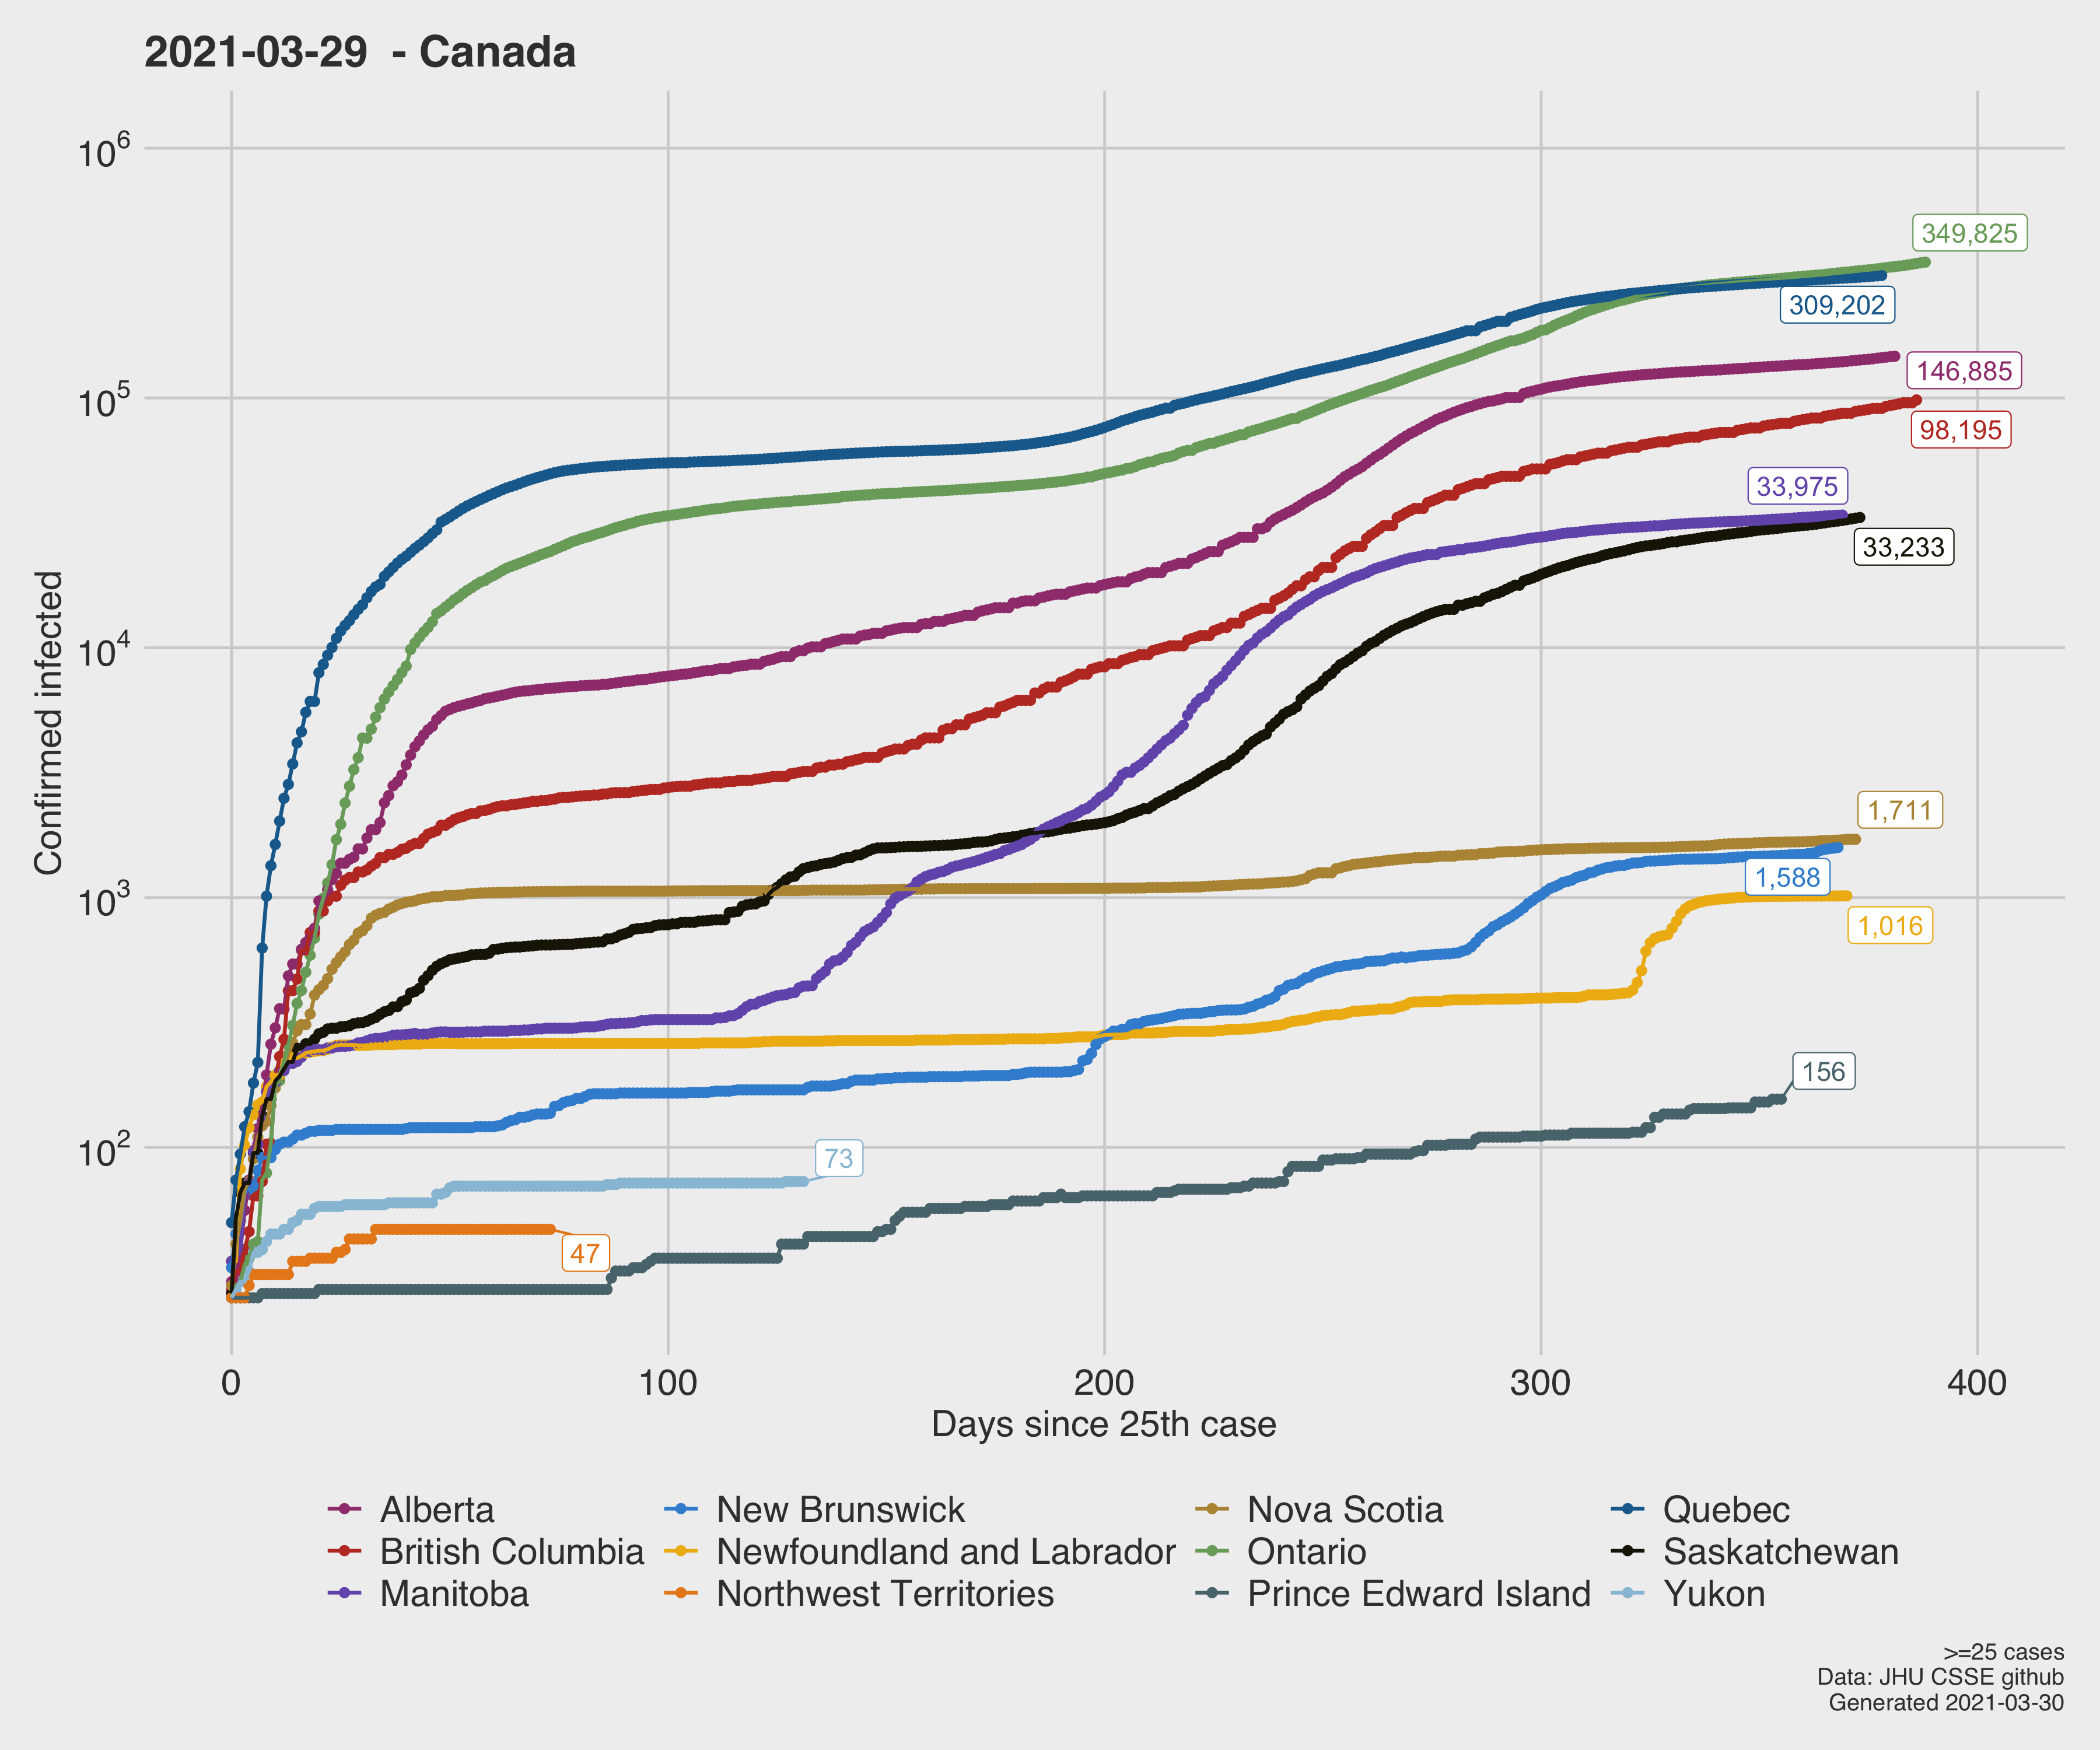 2021-03-29  - Canada
10^6
10^5
10^4
10^3
10^2
Confirmed infected
349,825
309,202
146,885
98,195
33,975
33,233
1,711
1,588
1,016
156
73
47
0 100 200 300 400
Days since 25th case
Alberta New Brunswick Nova Scotia Quebec
British Columbia Newfoundland and Labrador Ontario Saskatchewan
Manitoba Northwest Territories Prince Edward Island Yukon
>=25 cases
Data: JHU CSSE github
Generated 2021-03-30